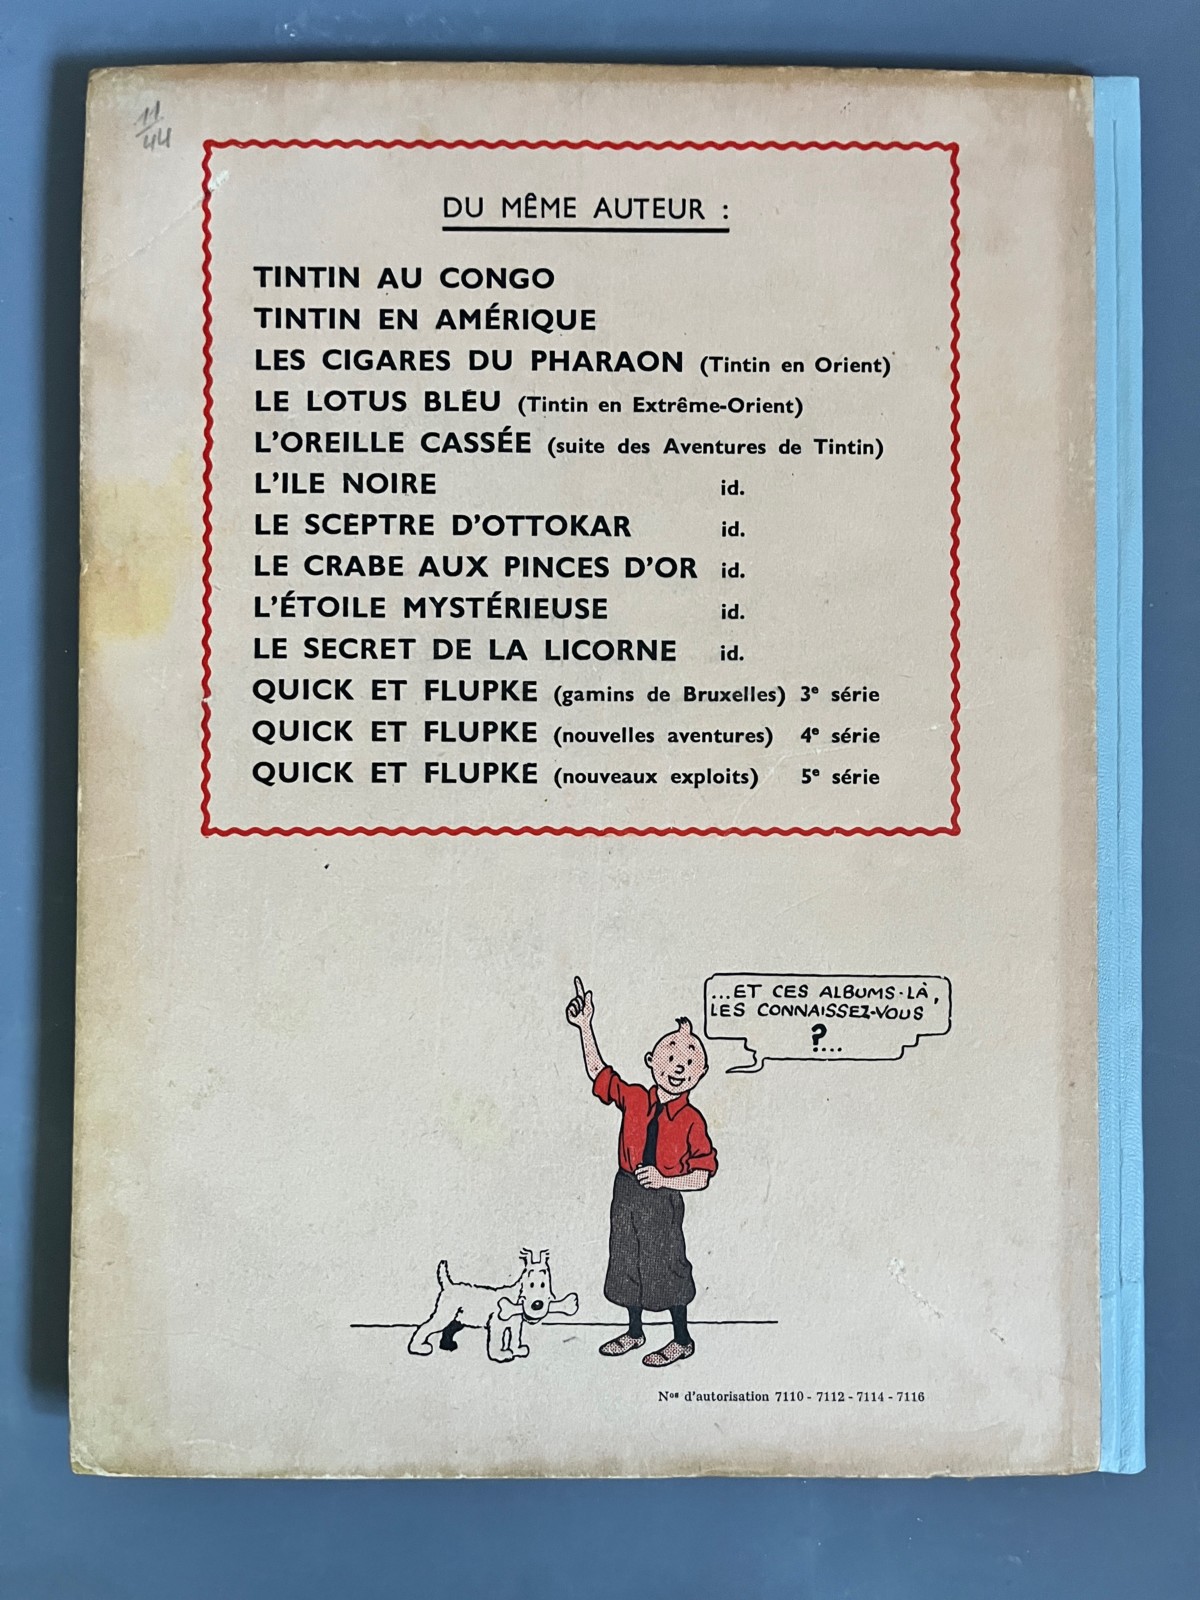 11
44
DU MÊME AUTEUR :
TINTIN AU CONGO
TINTIN EN AMÉRIQUE
LES CIGARES DU PHARAON (Tintin en Orient)
LE LOTUS BLEU (Tintin en Extrême-Orient)
L'OREILLE CASSÉE (suite des Aventures de Tintin)
L'ILE NOIRE id.
LE SCEPTRE D'OTTOKAR id.
LE CRABE AUX PINCES D'OR id.
L'ÉTOILE MYSTÉRIEUSE id.
LE SECRET DE LA LICORNE id.
QUICK ET FLUPKE (gamins de Bruxelles) 3e série
QUICK ET FLUPKE (nouvelles aventures) 4e série
QUICK ET FLUPKE (nouveaux exploits) 5e série
...ET CES ALBUMS-LÀ,
LES CONNAISSEZ-VOUS
?...
Nos d'autorisation 7110 - 7112 - 7114 - 7116